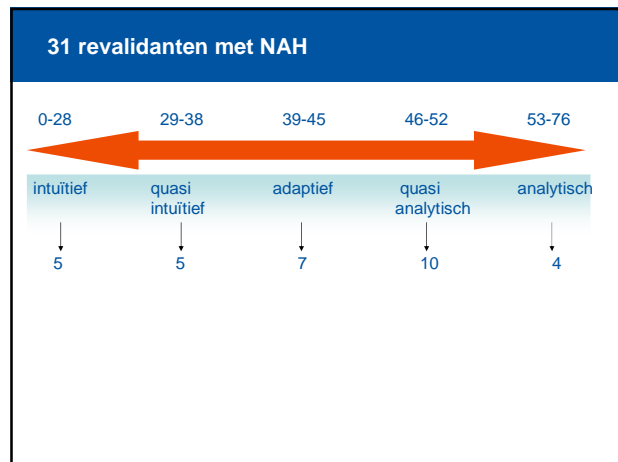 31 revalidanten met NAH
0-28 29-38 39-45 46-52 53-76
intuïtief quasi adaptief quasi analytisch
intuïtief analytisch
5 5 7 10 4